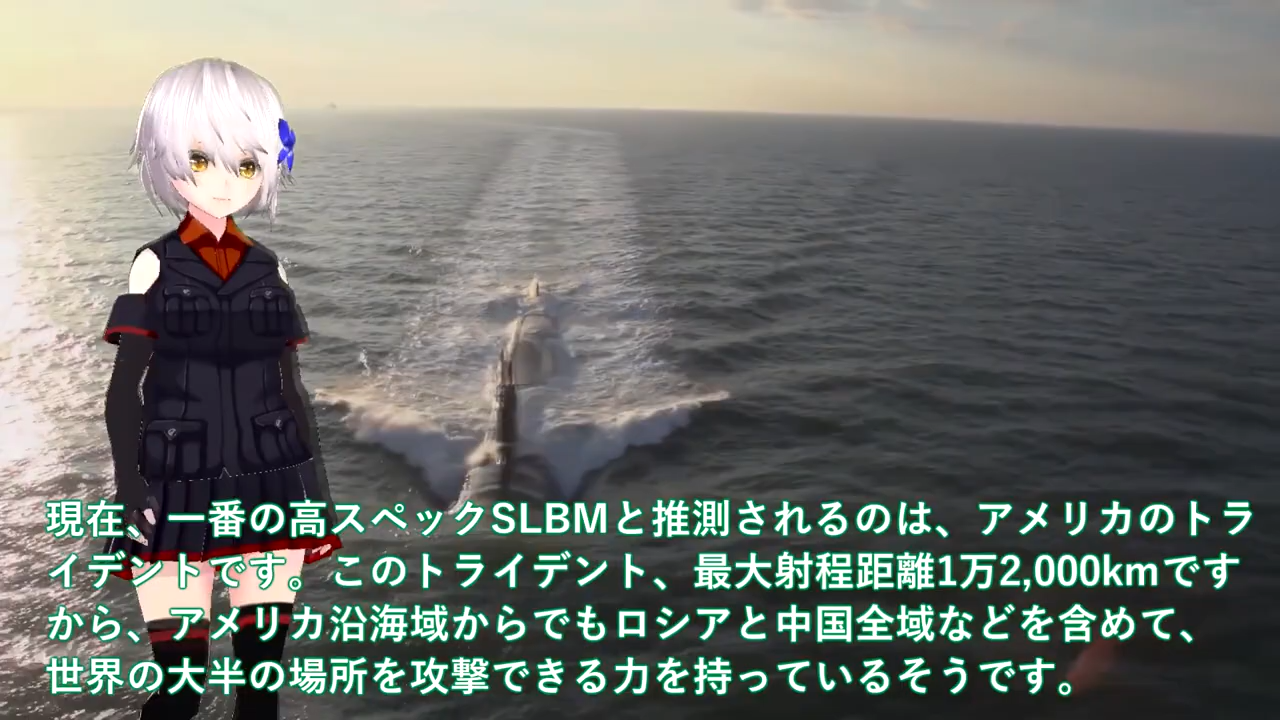 現在、一番の高スペックSLBMと推測されるのは、アメリカのトラ
イデントです。このトライデント、最大射程距離1万2,000kmです
から、アメリカ沿海域からでもロシアと中国全域などを含めて、
世界の大半の場所を攻撃できる力を持っているそうです。